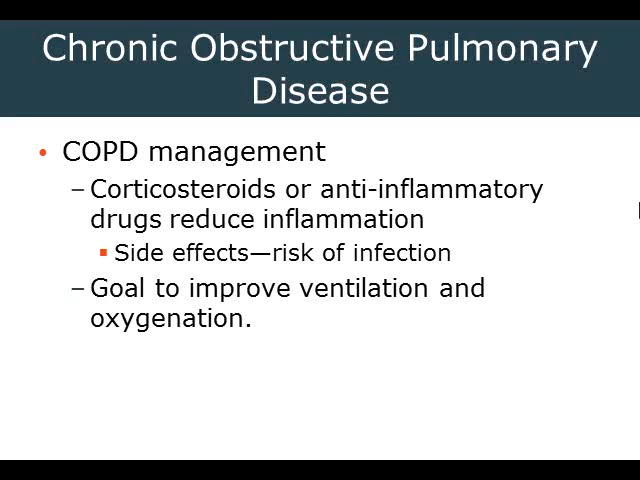 Chronic Obstructive Pulmonary
Disease
• COPD management
– Corticosteroids or anti-inflammatory
drugs reduce inflammation
▪ Side effects—risk of infection
– Goal to improve ventilation and
oxygenation.